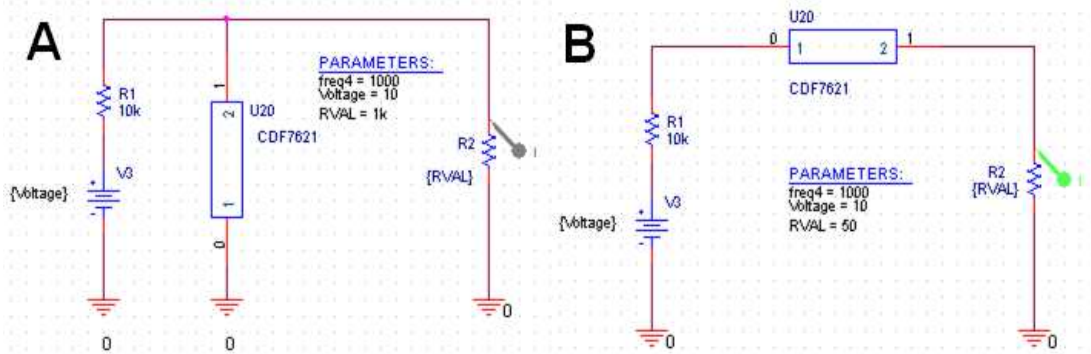 A
R1
10k
V3
{Voltage}
1
2
1
0
U20
CDF7621
PARAMETERS:
freq4 = 1000
Voltage = 10
RVAL = 1k
R2
{RVAL}
I
0
0
0
B
U20
0
1
2
1
CDF7621
R1
10k
V3
{Voltage}
PARAMETERS:
freq4 = 1000
Voltage = 10
RVAL = 50
R2
{RVAL}
I
0
0